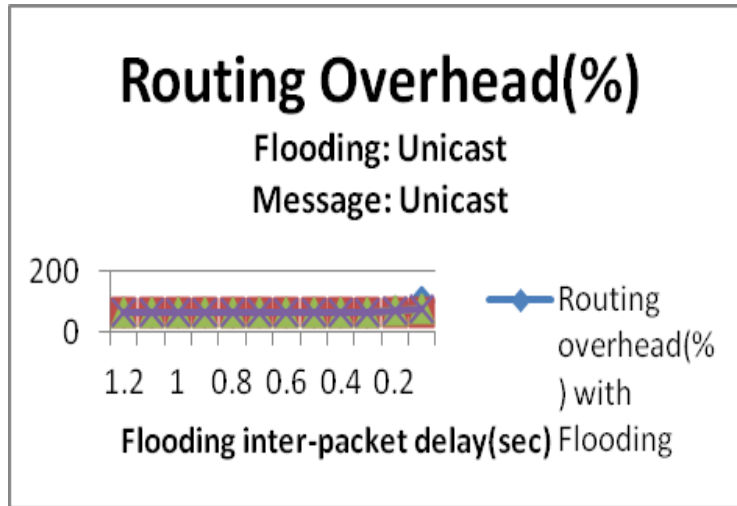 Routing Overhead(%)
Flooding: Unicast
Message: Unicast
200
0
1.2 1 0.8 0.6 0.4 0.2
Flooding inter-packet delay(sec)
Routing
overhead(%
) with
Flooding